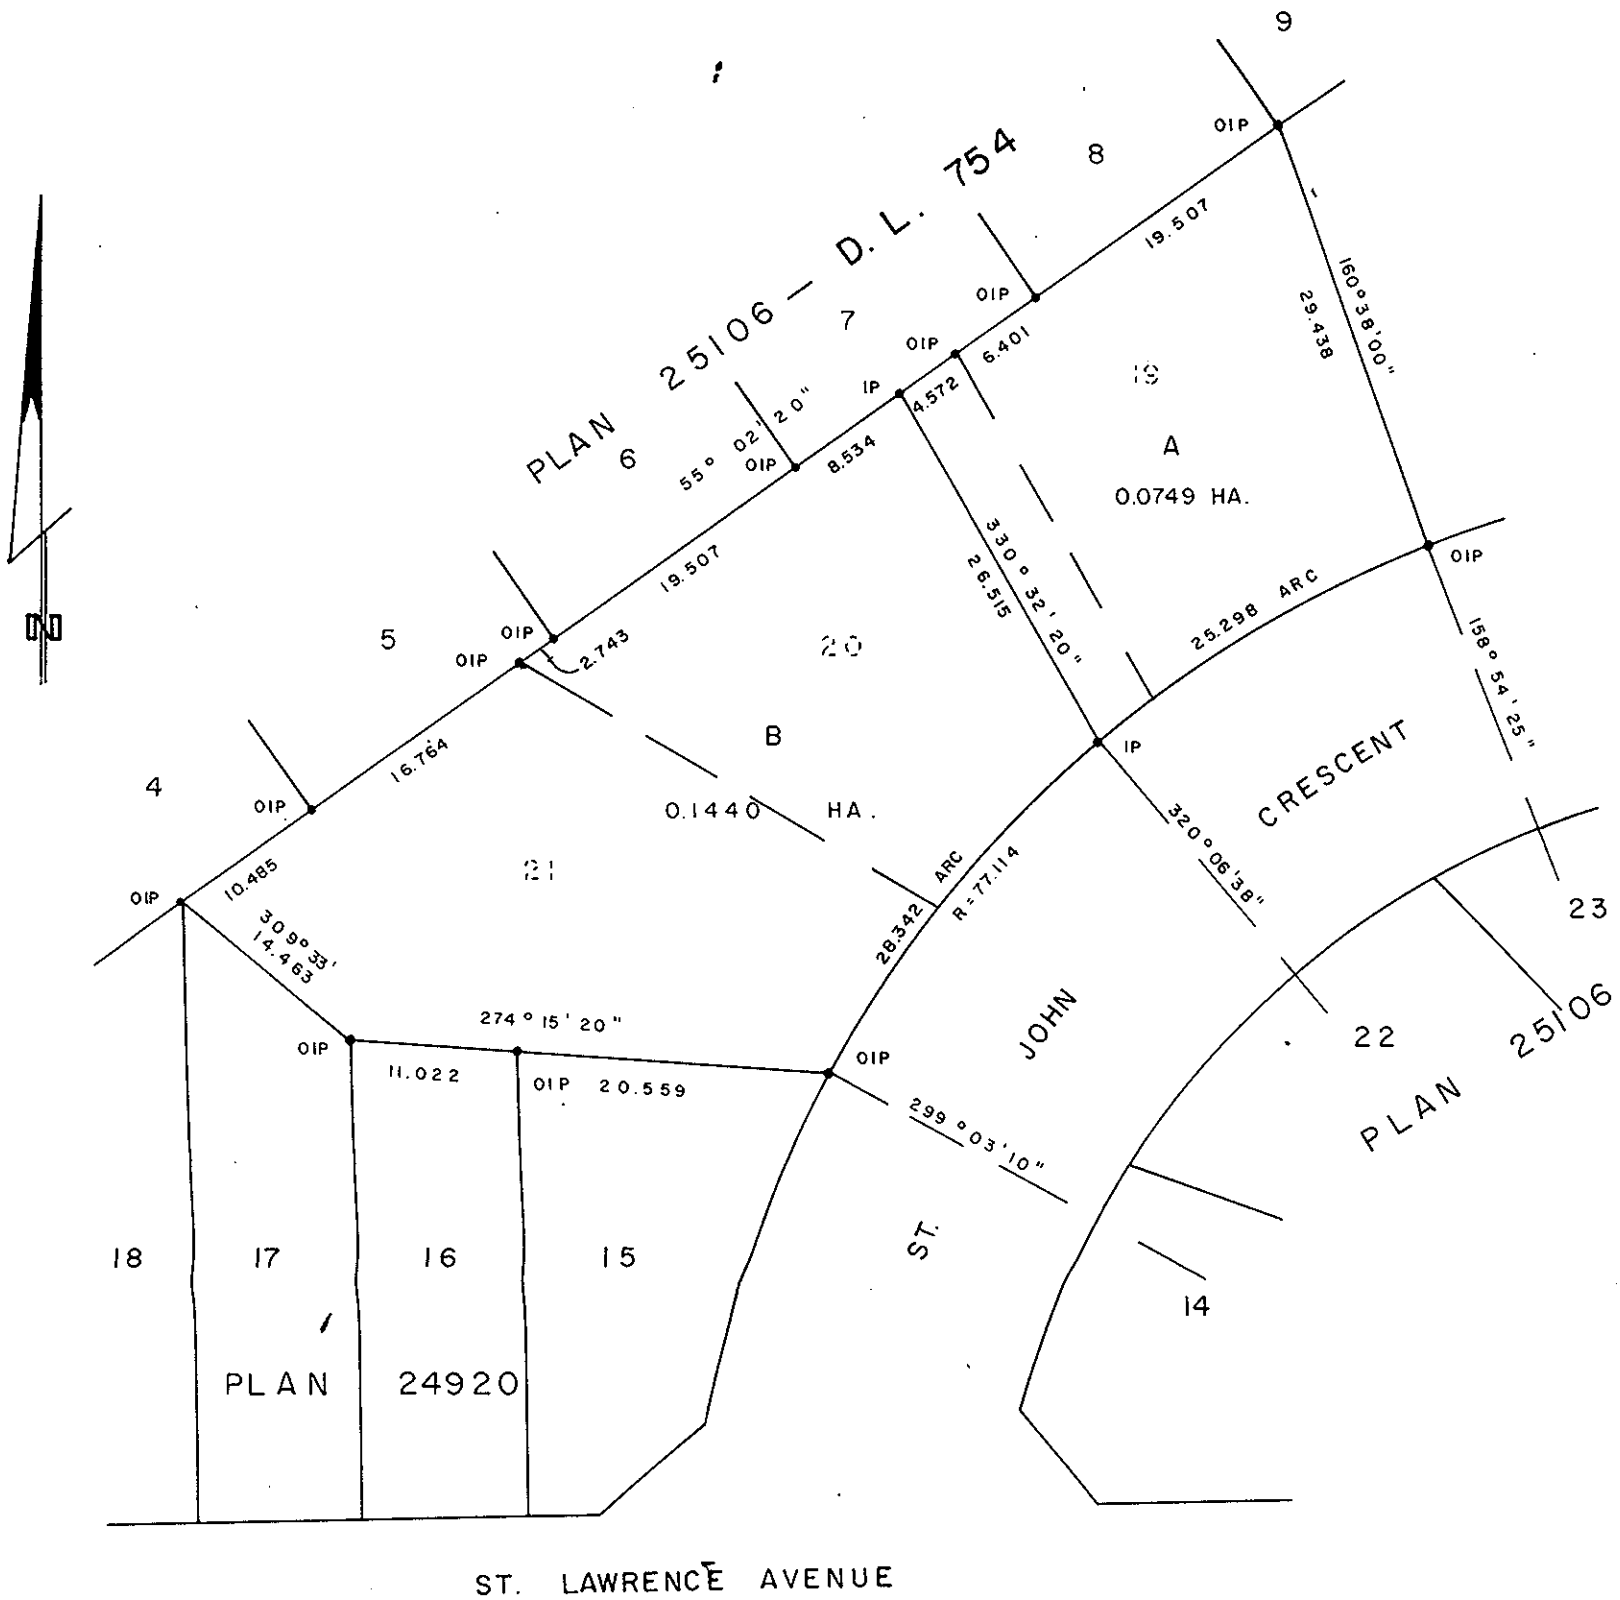 9
OIP
8
PLAN 25106 — D. L. 754
19.507
160°38'00"
29.438
OIP
7
OIP
6.401
IP
4.572
19
A
0.0749 HA.
6
55° 02' 20"
OIP
8.534
330° 32' 20"
26.515
25.298 ARC
OIP
158° 54' 25"
N
5
19.507
OIP
OIP
2.743
20
B
IP
CRESCENT
4
16.764
OIP
0.1440 HA.
320° 06' 38"
21
10.485
OIP
309°33'
14.463
28.342 ARC
R = 77.114
23
274° 15' 20"
OIP
11.022
OIP 20.559
OIP
JOHN
22
PLAN 25106
299° 03' 10"
ST.
18
17
16
15
14
PLAN 24920
ST. LAWRENCE AVENUE